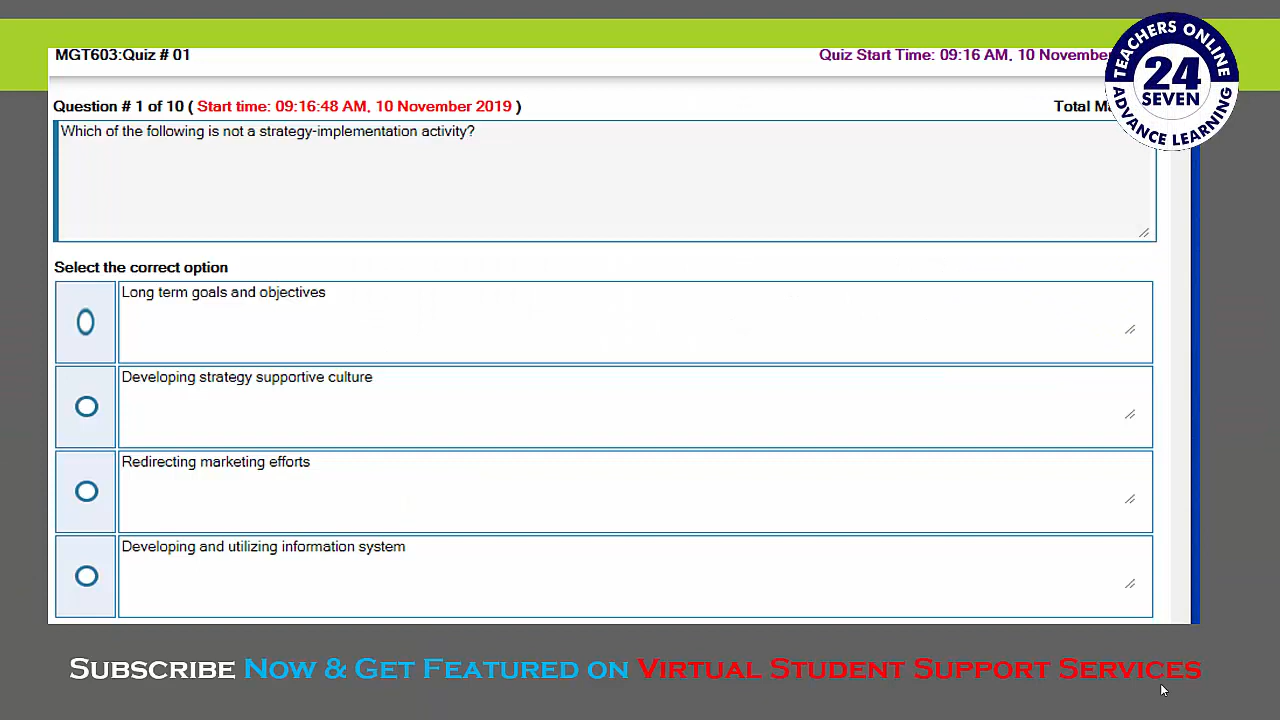 MGT603:Quiz # 01
Quiz Start Time: 09:16 AM, 10 November
TEACHERS ONLINE
24
SEVEN
ADVANCE LEARNING
Question # 1 of 10 ( Start time: 09:16:48 AM, 10 November 2019 )
Total
Which of the following is not a strategy-implementation activity?
Select the correct option
Long term goals and objectives
Developing strategy supportive culture
Redirecting marketing efforts
Developing and utilizing information system
Subscribe Now & Get Featured on Virtual Student Support Services